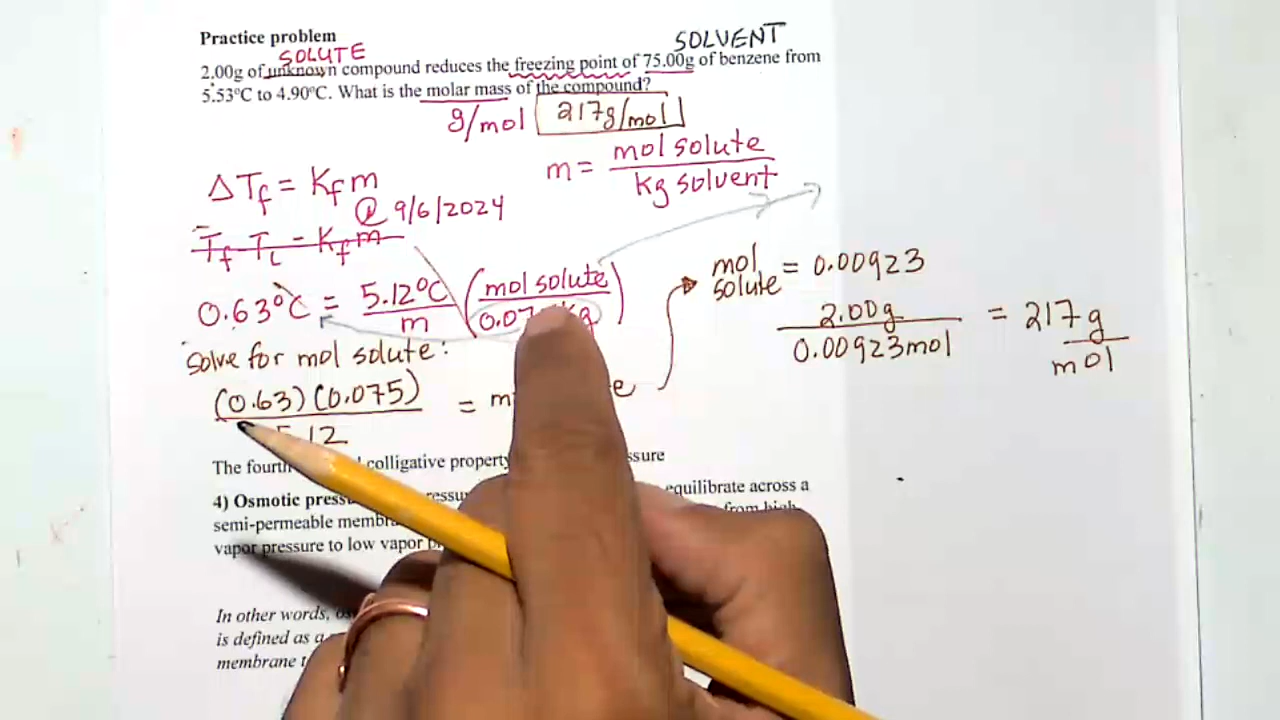 Practice problem
SOLUTE SOLVENT
2.00g of unknown compound reduces the freezing point of 75.00g of benzene from
5.53°C to 4.90°C. What is the molar mass of the compound?
g/mol 217g/mol
m = mol solute / kg solvent
ΔTf = Kf m
@ 9/6/2024
Tf - Ti = Kf m
0.63°C = 5.12°C / m (mol solute / kg)
mol solute = 0.00923
2.00g / 0.00923mol = 217 g / mol
Solve for mol solute:
(0.63)(0.075) / 5.12 =
The colligative property
4) Osmotic equilibrate across a
semi-permeable from high
vapor pressure to low vapor
In other words,
is defined as a
membrane